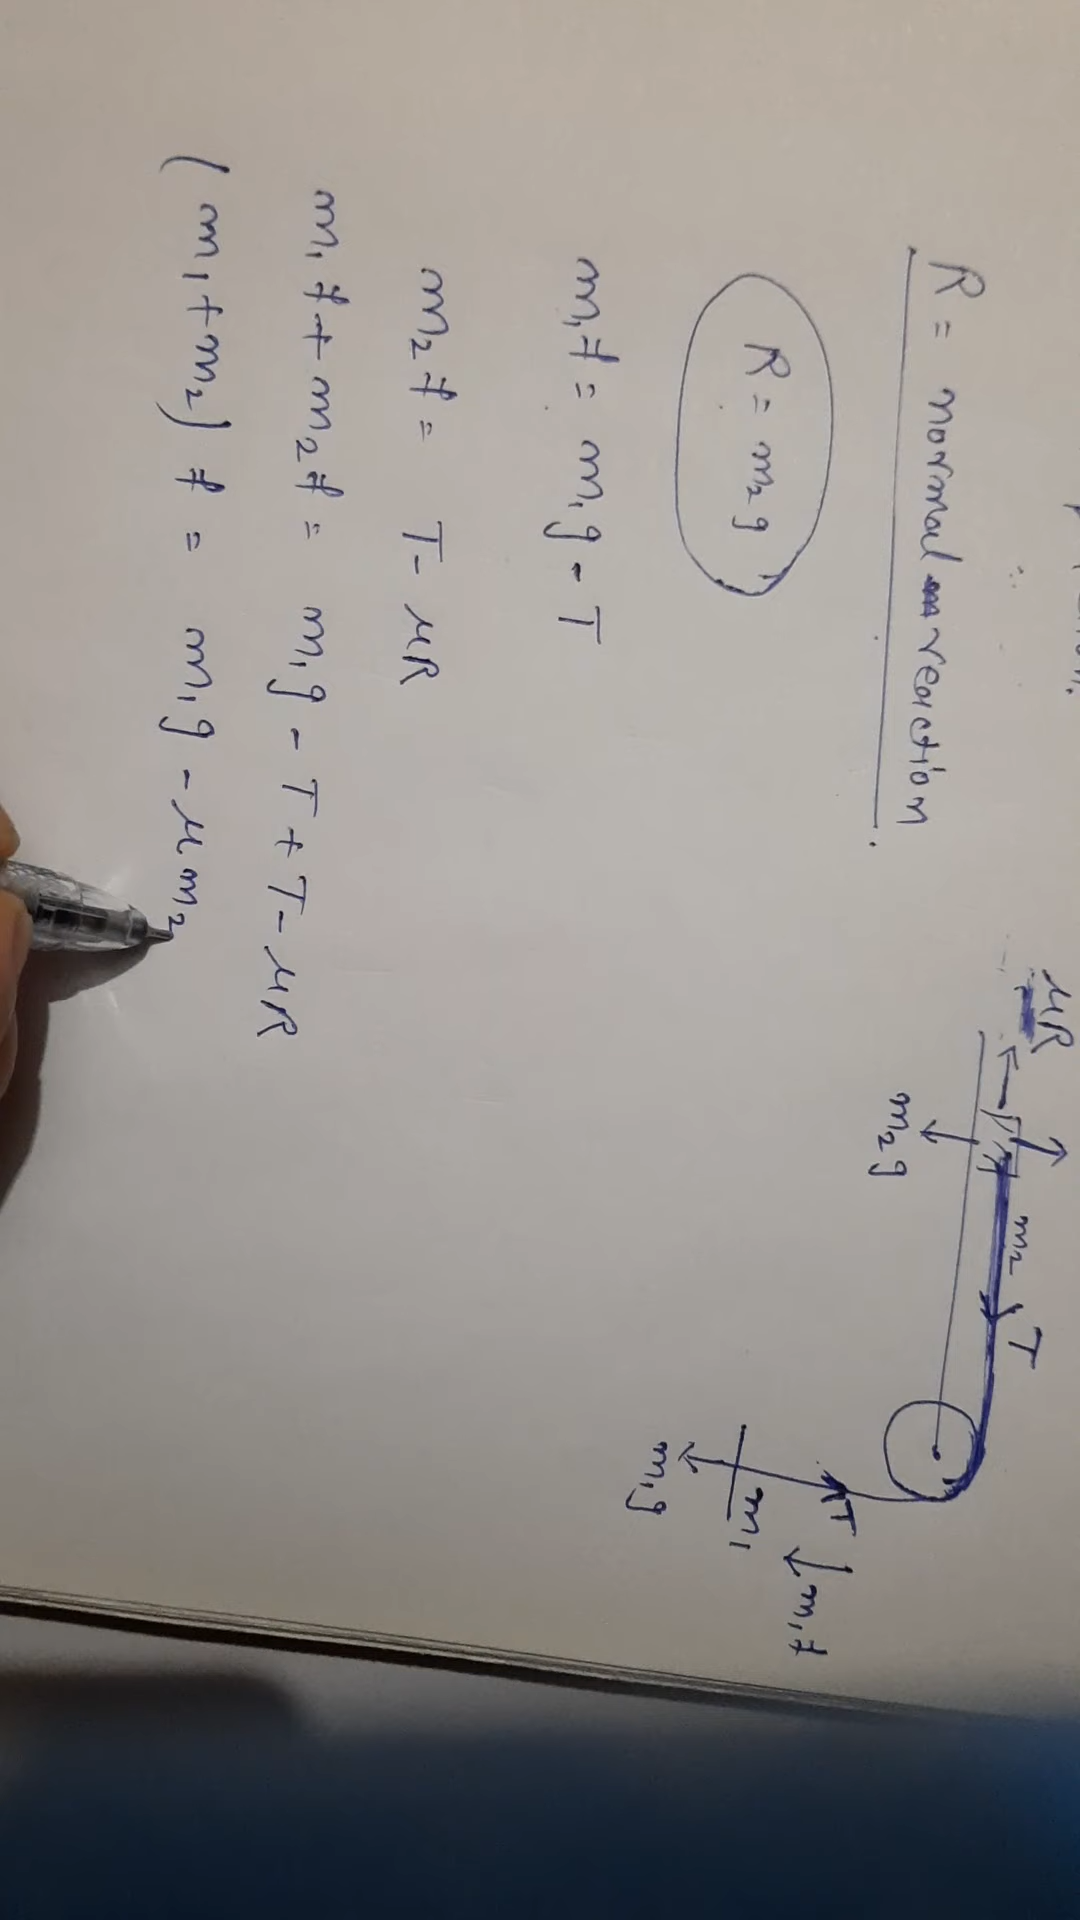 μR
m₂
T
m₂g
T
m₁f
m₁
m₁g
R = normal reaction
R = m₂g
m₁f = m₁g - T
m₂f = T - μR
m₁f + m₂f = m₁g - T + T - μR
(m₁ + m₂) f = m₁g - μ m₂